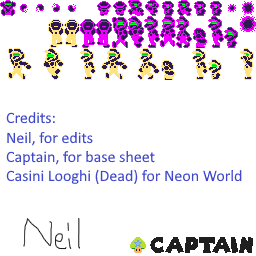 Credits:
Neil, for edits
Captain, for base sheet
Casini Looghi (Dead) for Neon World
Neil
CAPTAIN